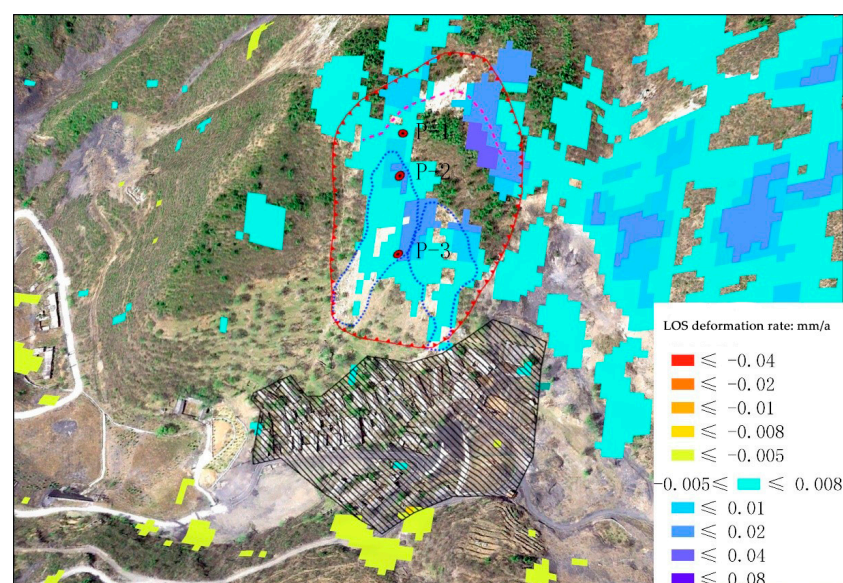 P-1
P-2
P-3
LOS deformation rate: mm/a
≤ -0.04
≤ -0.02
≤ -0.01
≤ -0.008
≤ -0.005
-0.005≤ ≤ 0.008
≤ 0.01
≤ 0.02
≤ 0.04
≤ 0.08